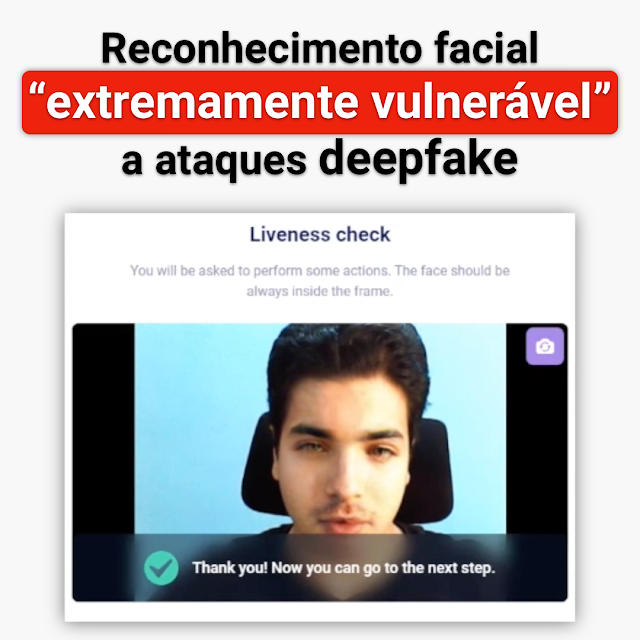 Reconhecimento facial
“extremamente vulnerável”
a ataques deepfake
Liveness check
You will be asked to perform some actions. The face should be
always inside the frame.
Thank you! Now you can go to the next step.